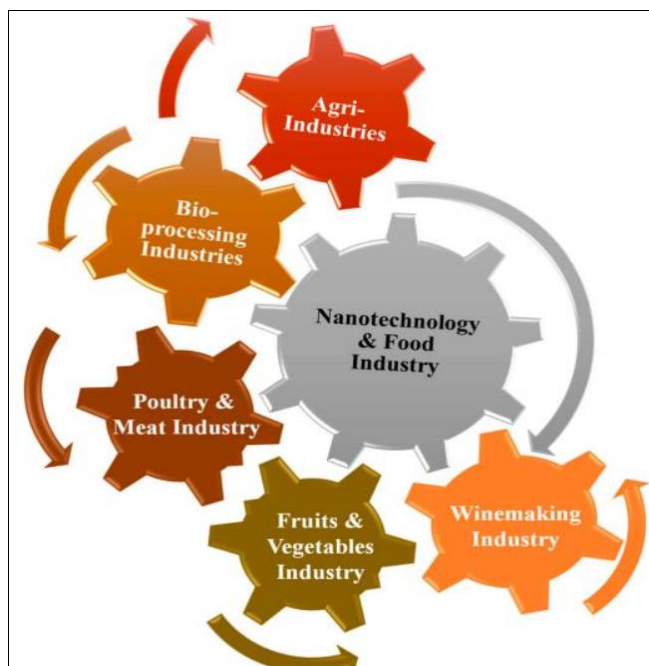 Agri-
Industries
Bio-
processing
Industries
Nanotechnology
& Food
Industry
Poultry &
Meat Industry
Fruits &
Vegetables
Industry
Winemaking
Industry